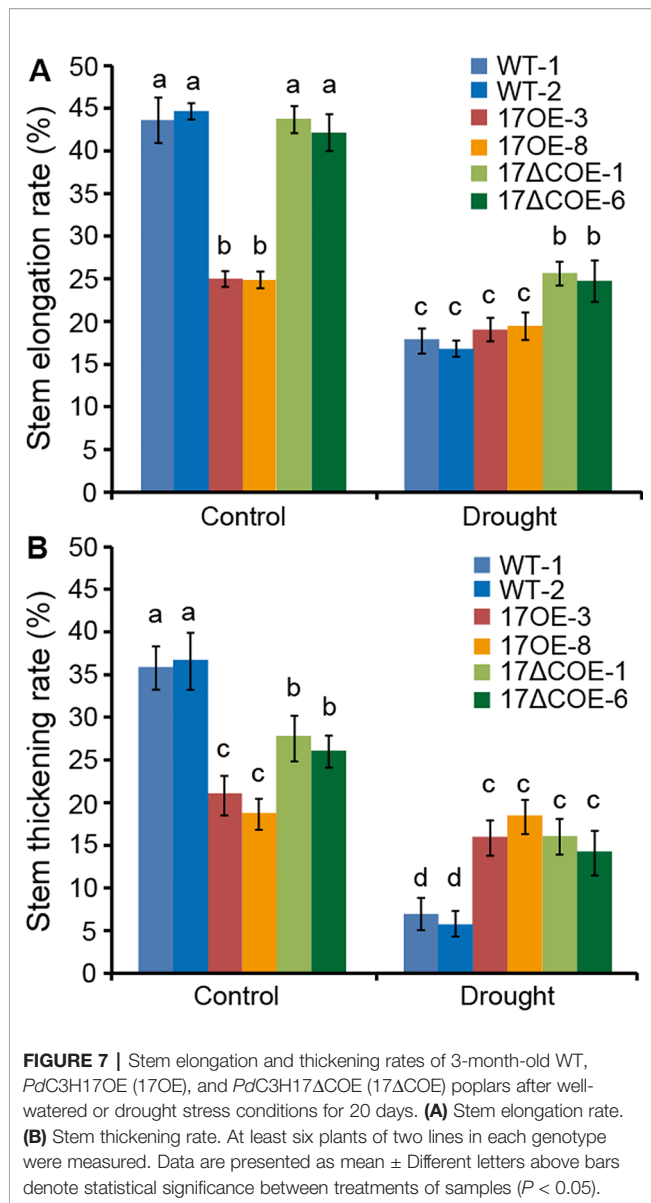 A
Stem elongation rate (%)
50
45
40
35
30
25
20
15
10
5
0
a a b b a a
c c c c b b
WT-1
WT-2
17OE-3
17OE-8
17ΔCOE-1
17ΔCOE-6
Control Drought
B
Stem thickening rate (%)
50
45
40
35
30
25
20
15
10
5
0
a a c c b b
d d c c c c
WT-1
WT-2
17OE-3
17OE-8
17ΔCOE-1
17ΔCOE-6
Control Drought
FIGURE 7 | Stem elongation and thickening rates of 3-month-old WT,
PdC3H17OE (17OE), and PdC3H17ΔCOE (17ΔCOE) poplars after well-
watered or drought stress conditions for 20 days. (A) Stem elongation rate.
(B) Stem thickening rate. At least six plants of two lines in each genotype
were measured. Data are presented as mean ± Different letters above bars
denote statistical significance between treatments of samples (P < 0.05).